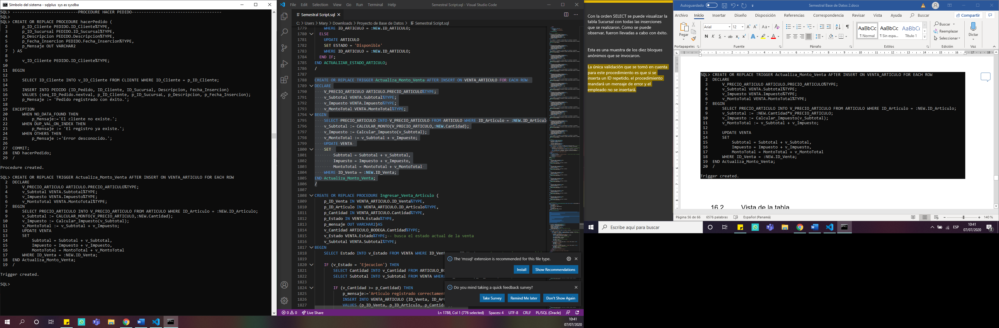 Símbolo del sistema - sqlplus  sys as sysdba
SQL> ---------------------------PROCEDURE HACER PEDIDO-------------------------------------
SQL>
SQL> CREATE OR REPLACE PROCEDURE hacerPedido (
2    p_ID_Cliente PEDIDO.ID_Cliente%TYPE,
3    p_ID_Sucursal PEDIDO.ID_Sucursal%TYPE,
4    p_Descripcion PEDIDO.Descripcion%TYPE,
5    p_Fecha_Insercion PEDIDO.Fecha_Insercion%TYPE,
6    p_Mensaje OUT VARCHAR2
7  ) AS
8
9    v_ID_Cliente PEDIDO.ID_Cliente%TYPE;
10
11  BEGIN
12
13      SELECT ID_Cliente INTO v_ID_Cliente FROM CLIENTE WHERE ID_Cliente = p_ID_Cliente;
14
15      INSERT INTO PEDIDO (ID_Pedido, ID_Cliente, ID_Sucursal, Descripcion, Fecha_Insercion)
16      VALUES (seq_ID_Pedido.nextval, p_ID_Cliente, p_ID_SucursaL, p_Descripcion, p_Fecha_Insercion);
17      p_Mensaje := 'Pedido registrado con éxito.';
18
19  EXCEPTION
20      WHEN NO_DATA_FOUND THEN
21          p_Mensaje:='El cliente no existe.';
22      WHEN DUP_VAL_ON_INDEX THEN
23          p_Mensaje := 'El registro ya existe.';
24      WHEN OTHERS THEN
25          p_Mensaje :='Error desconocido.';
26
27  COMMIT;
28  END hacerPedido;
29  /
Procedure created.
SQL> CREATE OR REPLACE TRIGGER Actualiza_Monto_Venta AFTER INSERT ON VENTA_ARTICULO FOR EACH ROW
2  DECLARE
3      V_PRECIO_ARTICULO ARTICULO.PRECIO_ARTICULO%TYPE;
4      v_Subtotal VENTA.Subtotal%TYPE;
5      v_Impuesto VENTA.Impuesto%TYPE;
6      v_MontoTotal VENTA.MontoTotal%TYPE;
7  BEGIN
8      SELECT PRECIO_ARTICULO INTO V_PRECIO_ARTICULO FROM ARTICULO WHERE ID_Articulo = :NEW.ID_Articulo;
9      v_Subtotal := CALCULAR_MONTO(V_PRECIO_ARTICULO,:NEW.Cantidad);
10      v_Impuesto := Calcular_Impuesto(v_Subtotal);
11      v_MontoTotal := v_Subtotal + v_Impuesto;
12      UPDATE VENTA
13      SET
14          Subtotal = Subtotal + v_Subtotal,
15          Impuesto = Impuesto + v_Impuesto,
16          MontoTotal = MontoTotal + v_MontoTotal
17      WHERE ID_Venta = :NEW.ID_Venta;
18  END Actualiza_Monto_Venta;
19  /
Trigger created.
SQL>
10:41
07/07/2020
File Edit Selection View Go Run Terminal Help Semestral Script.sql - Visual Studio Code
Semestral Script.sql
C: > Users > Mary > Downloads > Proyecto de Base de Datos > Semestral Script.sql
1779 WHERE ID_ARTICULO = :NEW.ID_ARTICULO;
1780 ELSE
1781 UPDATE ARTICULO
1782 SET ESTADO = 'Disponible'
1783 WHERE ID_ARTICULO = :NEW.ID_ARTICULO;
1784 END IF;
1785 END ACTUALIZAR_ESTADO_ARTICULO;
1786 /
1787
1788 CREATE OR REPLACE TRIGGER Actualiza_Monto_Venta AFTER INSERT ON VENTA_ARTICULO FOR EACH ROW
1789 DECLARE
1790 V_PRECIO_ARTICULO ARTICULO.PRECIO_ARTICULO%TYPE;
1791 v_Subtotal VENTA.Subtotal%TYPE;
1792 v_Impuesto VENTA.Impuesto%TYPE;
1793 v_MontoTotal VENTA.MontoTotal%TYPE;
1794 BEGIN
1795 SELECT PRECIO_ARTICULO INTO V_PRECIO_ARTICULO FROM ARTICULO WHERE ID_Articulo = :NEW.ID_Articulo
1796 v_Subtotal := CALCULAR_MONTO(V_PRECIO_ARTICULO,:NEW.Cantidad);
1797 v_Impuesto := Calcular_Impuesto(v_Subtotal);
1798 v_MontoTotal := v_Subtotal + v_Impuesto;
1799 UPDATE VENTA
1800 SET
1801 Subtotal = Subtotal + v_Subtotal,
1802 Impuesto = Impuesto + v_Impuesto,
1803 MontoTotal = MontoTotal + v_MontoTotal
1804 WHERE ID_Venta = :NEW.ID_Venta;
1805 END Actualiza_Monto_Venta;
1806 /
1807
1808 CREATE OR REPLACE PROCEDURE Ingresar_Venta_Articulo (
1809 p_ID_Venta IN VENTA_ARTICULO.ID_Venta%TYPE,
1810 p_ID_Articulo IN VENTA_ARTICULO.ID_Articulo%TYPE,
1811 p_Cantidad IN VENTA_ARTICULO.Cantidad%TYPE,
1812 p_Estado IN VENTA.Estado%TYPE,
1813 p_mensaje OUT VARCHAR2)AS
1814 v_Cantidad ARTICULO_BODEGA.Cantidad%TYPE;
1815 v_Estado VENTA.Estado%TYPE;-- busca el estado actual de la venta
1816 v_Subtotal VENTA.Subtotal%TYPE;
1817 BEGIN
1818 SELECT Estado INTO v_Estado FROM VENTA WHERE ID_Vent
1819
1820 IF (v_Estado = 'Ejecucion') THEN
1821 SELECT Cantidad INTO v_Cantidad FROM ARTICULO_BO
1822 SELECT Subtotal INTO v_Subtotal FROM VENTA WHER
1823
1824 IF (v_Cantidad >= p_Cantidad) THEN
1825 p_mensaje:='Articulo registrado correctament
1826 INSERT INTO VENTA_ARTICULO (ID_Venta, ID_Art
1827 VALUES (p_ID_Venta, p_ID_Articulo, p_Cantida
The 'mssql' extension is recommended for this file type.
Install Show Recommendations
Do you mind taking a quick feedback survey?
Take Survey Remind Me later Don't Show Again
0 0 Live Share Ln 1788, Col 1 (776 selected) Spaces: 4 UTF-8 CRLF PL/SQL (Oracle)
Con la orden SELECT se puede visualizar la
tabla Sucursal con todas las inserciones
que se realizaron. Como se puede
observar, fueron llevadas a cabo con éxito.
Esta es una muestra de los diez bloques
anónimos que se invocaron.
La única validación que se tomó en cuenta
para este procedimiento es que si se
inserta un ID repetido, el procedimiento
mandará un mensaje de error y el
empleado no se insertará.
Autoguardado Semestral Base de Datos 2.docx
Archivo Inicio Insertar Diseño Disposición Referencias Correspondencia Revisar Vista Ayuda Buscar Compartir
Arial 12
Pegar
N K S ab x₂ x²
AaBbCc AaBbCc AaBbCc
¶ Normal ¶ Sin espa... Título 1
Buscar
Reemplazar
Seleccionar
Dictar
Portapapeles Fuente Párrafo Estilos Edición Voz
SQL> CREATE OR REPLACE TRIGGER Actualiza_Monto_Venta AFTER INSERT ON VENTA_ARTICULO FOR EACH ROW
2  DECLARE
3      V_PRECIO_ARTICULO ARTICULO.PRECIO_ARTICULO%TYPE;
4      v_Subtotal VENTA.Subtotal%TYPE;
5      v_Impuesto VENTA.Impuesto%TYPE;
6      v_MontoTotal VENTA.MontoTotal%TYPE;
7  BEGIN
8      SELECT PRECIO_ARTICULO INTO V_PRECIO_ARTICULO FROM ARTICULO WHERE ID_Articulo = :NEW.ID_Articulo;
9      v_Subtotal := :NEW.Cantidad*V_PRECIO_ARTICULO;
10      v_Impuesto := Calcular_Impuesto(v_Subtotal);
11      v_MontoTotal := v_Subtotal + v_Impuesto;
12
13      UPDATE VENTA
14      SET
15          Subtotal = Subtotal + v_Subtotal,
16          Impuesto = Impuesto + v_Impuesto,
17          MontoTotal = MontoTotal + v_MontoTotal
18      WHERE ID_Venta = :NEW.ID_Venta;
19  END Actualiza_Monto_Venta;
20  /
Trigger created.
16.2 Vista de la tabla
Página 56 de 66 6576 palabras Español (Panamá) 140 %
Escribe aquí para buscar
ESP
10:41
07/07/2020
2